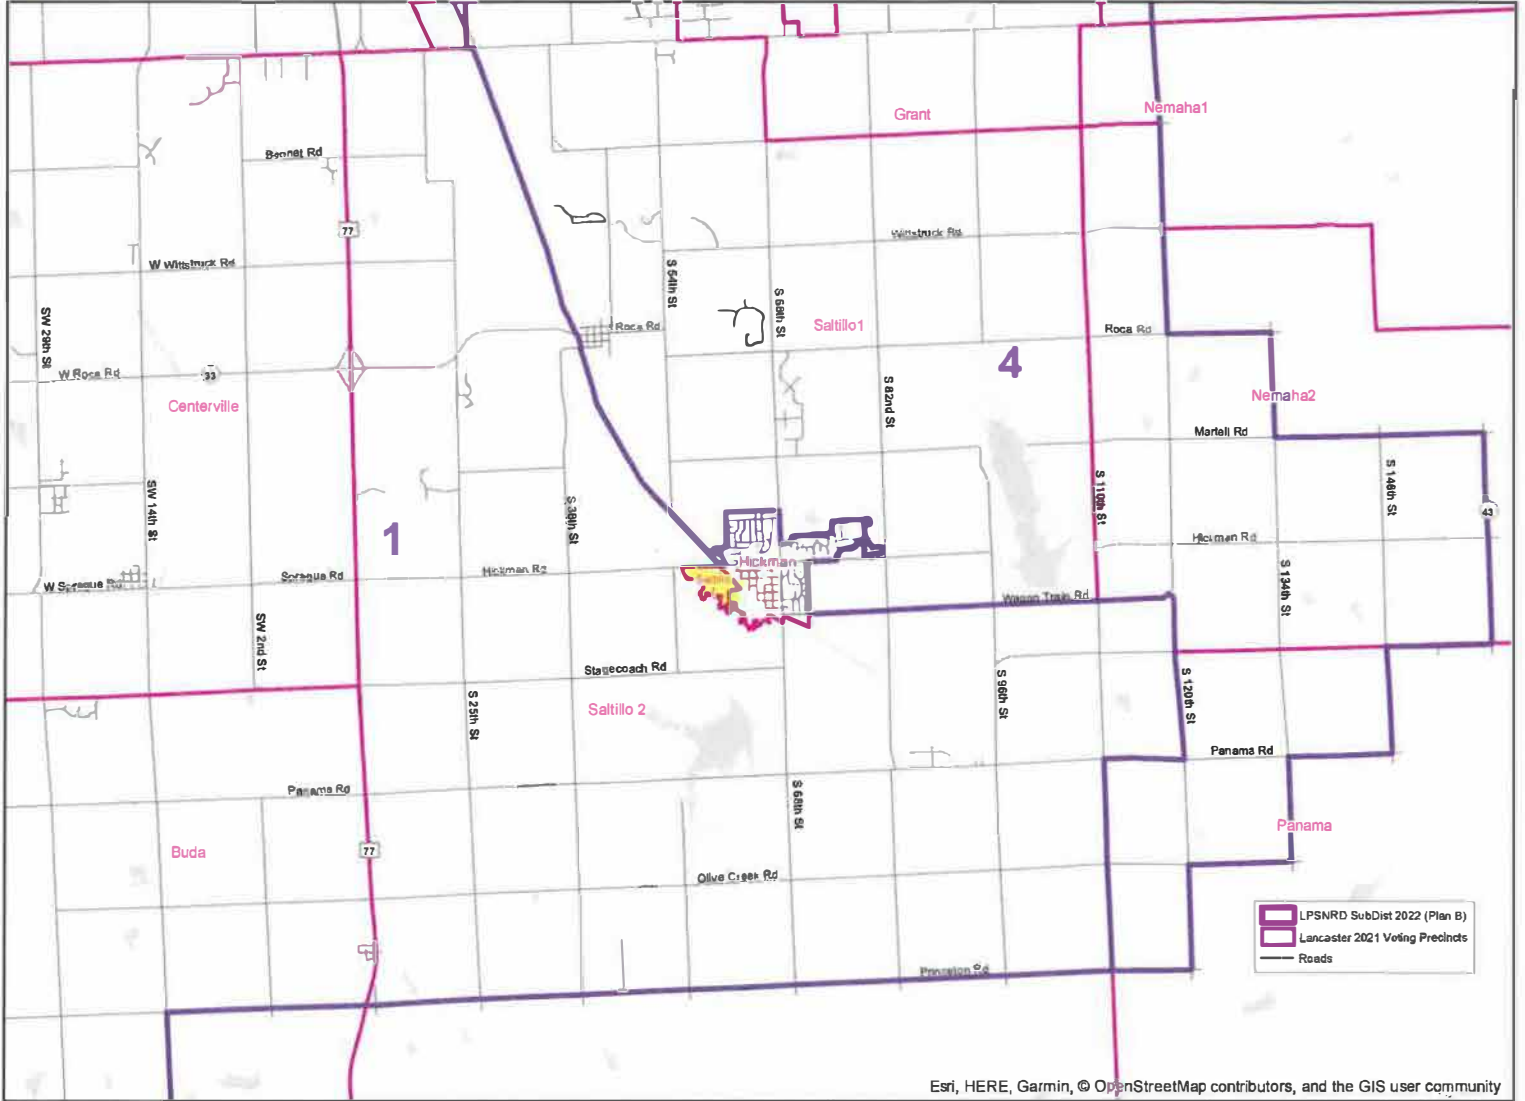 Grant
Nemaha1
Bennet Rd
77
Wittstruck Rd
W Wittstruck Rd
S 54th St
S 68th St
SW 29th St
Roca Rd
Saltillo1
Roca Rd
4
W Roca Rd
33
Centerville
S 82nd St
Nemaha2
Martell Rd
SW 14th St
S 38th St
S 110th St
S 148th St
43
1
Hickman Rd
Hickman
W Sprague Rd
Sprague Rd
Hickman Rd
S 134th St
Wagon Train Rd
SW 2nd St
Stagecoach Rd
S 25th St
S 96th St
S 120th St
Saltillo 2
Panama Rd
Panama Rd
S 68th St
Panama
Buda
77
Olive Creek Rd
LPSNRD SubDist 2022 (Plan B)
Lancaster 2021 Voting Precincts
Roads
Princeton Rd
Esri, HERE, Garmin, © OpenStreetMap contributors, and the GIS user community